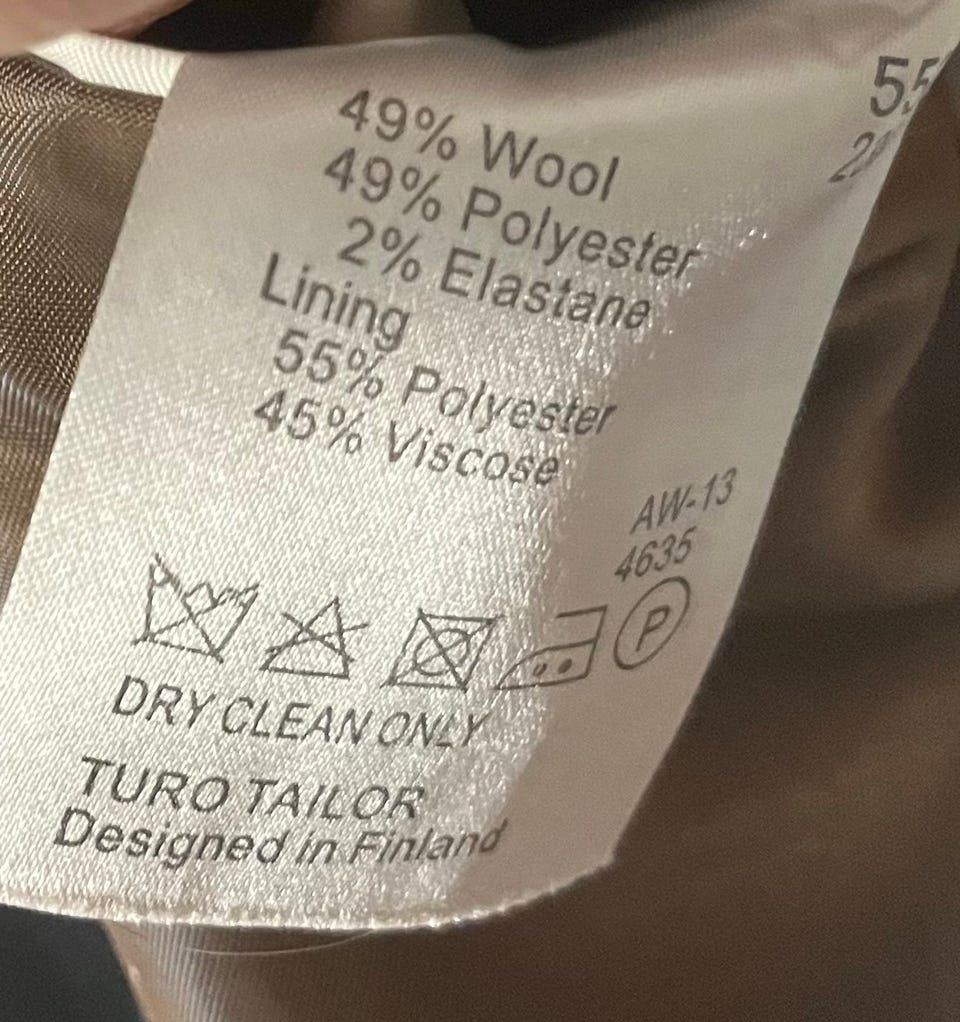 49% Wool
49% Polyester
2% Elastane
Lining
55% Polyester
45% Viscose
AW-13
4635
P
DRY CLEAN ONLY
TURO TAILOR
Designed in Finland